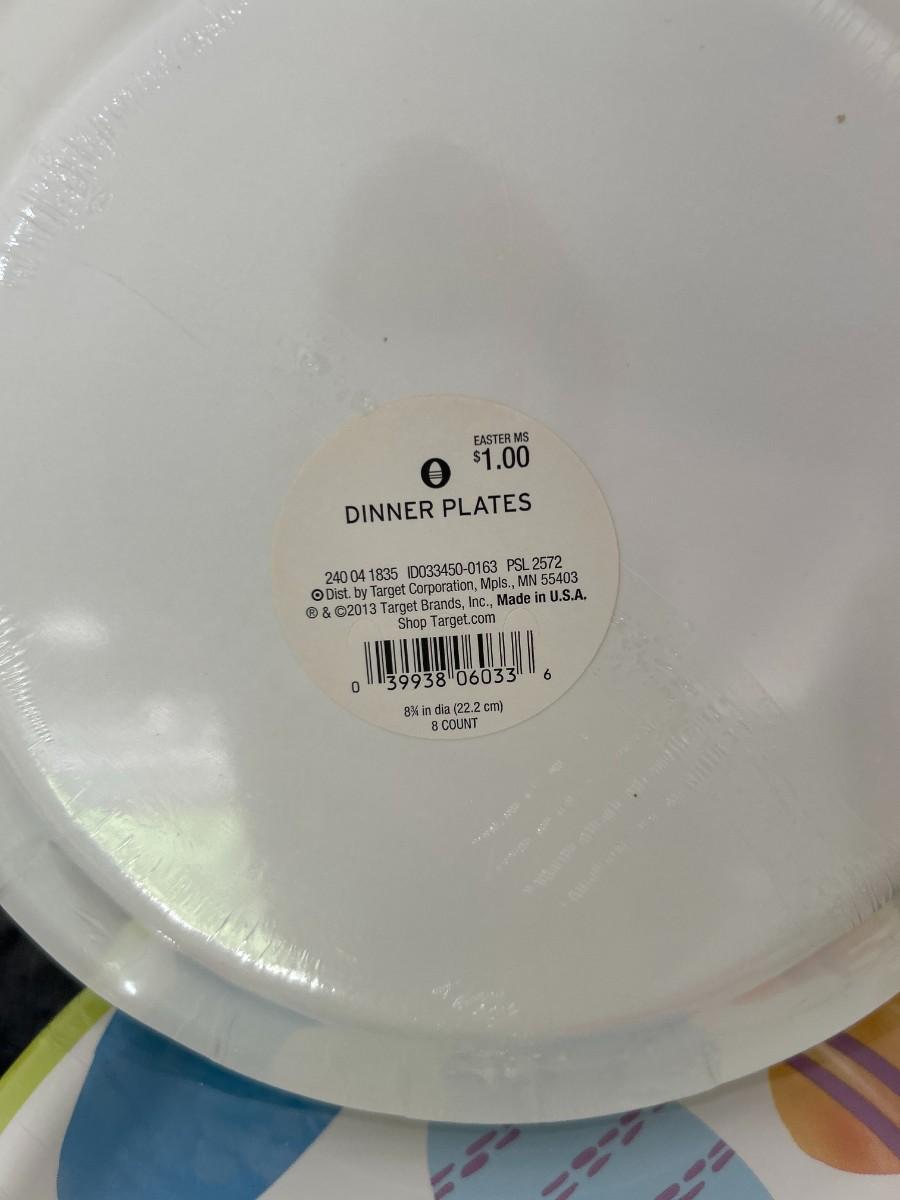 EASTER MS
$1.00
DINNER PLATES
240 04 1835 ID033450-0163 PSL 2572
Dist. by Target Corporation, Mpls., MN 55403
® & ©2013 Target Brands, Inc., Made in U.S.A.
Shop Target.com
0 39938 06033 6
8¾ in dia (22.2 cm)
8 COUNT